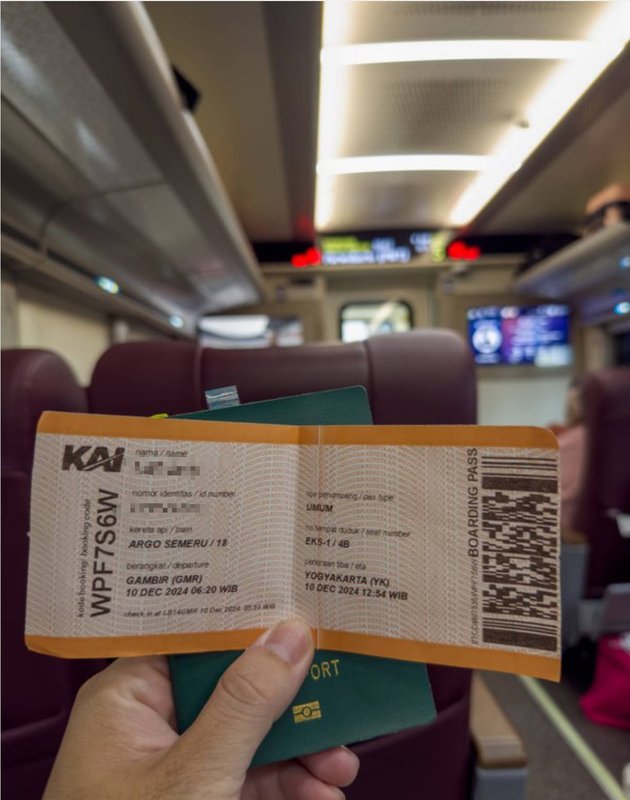 KAI
nama / name
nomor identitas / id number
kereta api / train
ARGO SEMERU / 18
berangkat / departure
GAMBIR (GMR)
10 DEC 2024 06:20 WIB
kode booking/ booking code
WPF7S6W
tipe penumpang / pas type
UMUM
no tempat duduk / seat number
EKS-1 / 4B
perkiraan tiba / eta
YOGYAKARTA (YK)
10 DEC 2024 12:54 WIB
BOARDING PASS
PORT